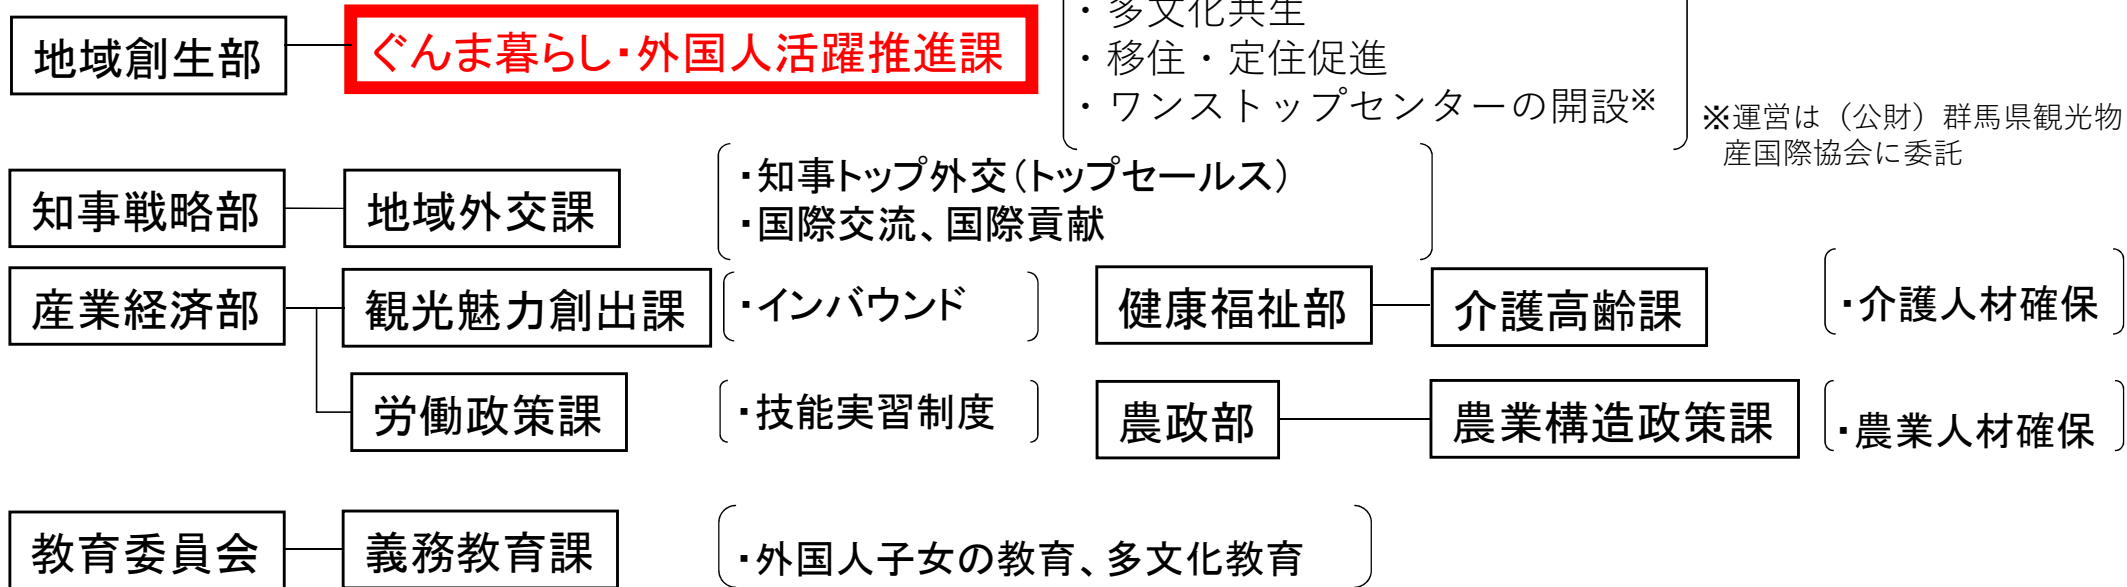 ・多文化共生
地域創生部
ぐんま暮らし・外国人活躍推進課
・移住・定住促進
・ワンストップセンターの開設※
※運営は（公財）群馬県観光物
産国際協会に委託
知事戦略部
地域外交課
・知事トップ外交（トップセールス）
・国際交流、国際貢献
産業経済部
観光魅力創出課
・インバウンド
健康福祉部
介護高齢課
・介護人材確保
労働政策課
・技能実習制度
農政部
農業構造政策課
・農業人材確保
教育委員会
義務教育課
・外国人子女の教育、多文化教育